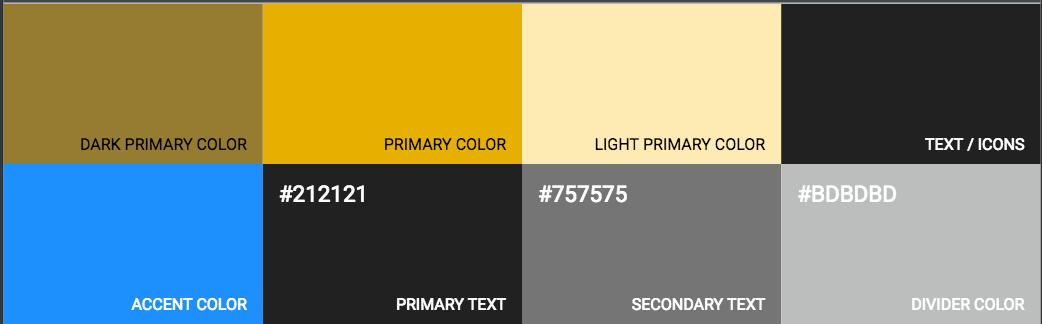 DARK PRIMARY COLOR
PRIMARY COLOR
LIGHT PRIMARY COLOR
TEXT / ICONS
ACCENT COLOR
#212121
PRIMARY TEXT
#757575
SECONDARY TEXT
#BDBDBD
DIVIDER COLOR